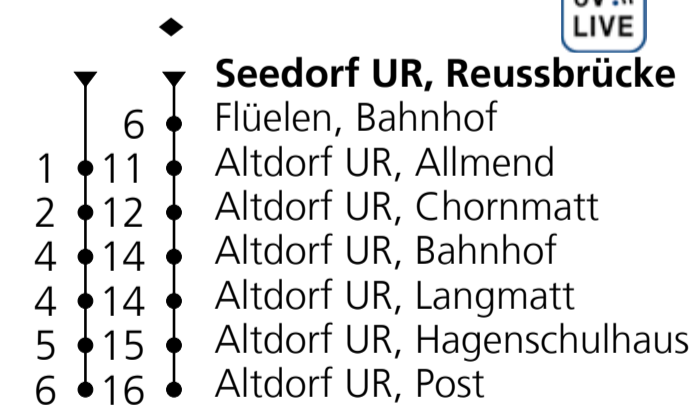 LIVE
Seedorf UR, Reussbrücke
6 Flüelen, Bahnhof
1 11 Altdorf UR, Allmend
2 12 Altdorf UR, Chornmatt
4 14 Altdorf UR, Bahnhof
4 14 Altdorf UR, Langmatt
5 15 Altdorf UR, Hagenschulhaus
6 16 Altdorf UR, Post